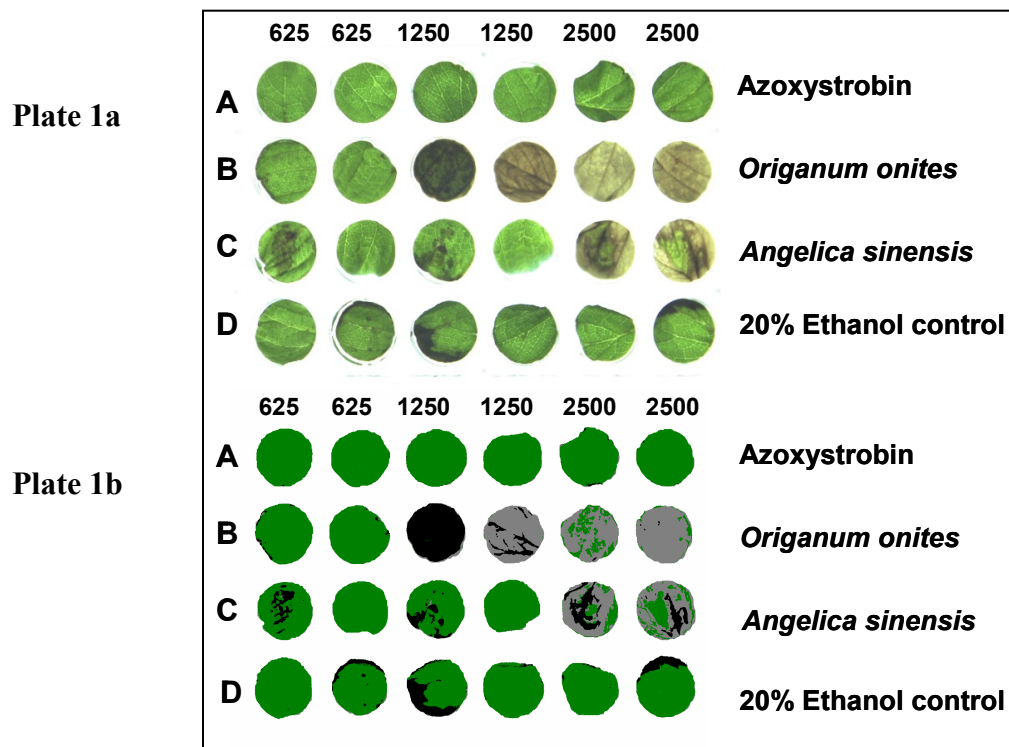 625 625 1250 1250 2500 2500
Plate 1a
A Azoxystrobin
B Origanum onites
C Angelica sinensis
D 20% Ethanol control
625 625 1250 1250 2500 2500
Plate 1b
A Azoxystrobin
B Origanum onites
C Angelica sinensis
D 20% Ethanol control